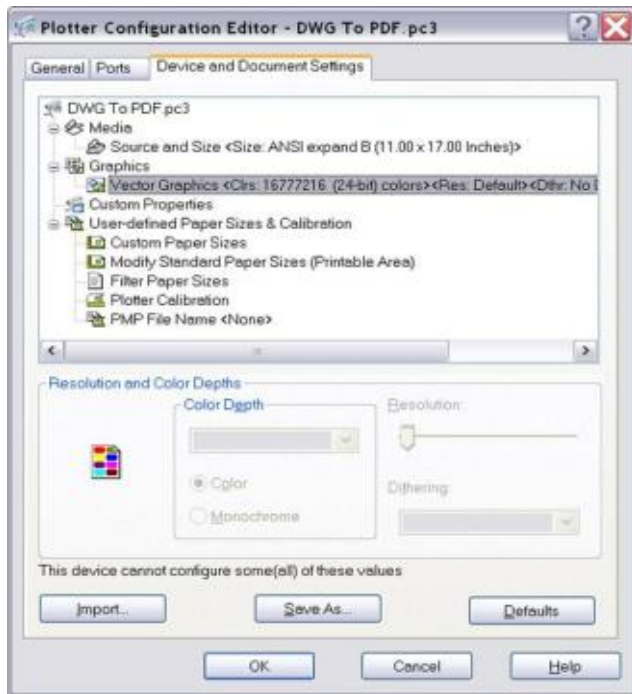 Plotter Configuration Editor - DWG To PDF.pc3
General Ports Device and Document Settings
DWG To PDF.pc3
Media
Source and Size <Size: ANSI expand B (11.00 x 17.00 Inches)>
Graphics
Vector Graphics <Clrs: 16777216 (24-bit) colors><Res: Default><Dthr: No
Custom Properties
User-defined Paper Sizes & Calibration
Custom Paper Sizes
Modify Standard Paper Sizes (Printable Area)
Filter Paper Sizes
Plotter Calibration
PMP File Name <None>
Resolution and Color Depths
Color Depth
Resolution:
Color
Monochrome
Dithering:
This device cannot configure some(all) of these values
Import... Save As... Defaults
OK Cancel Help